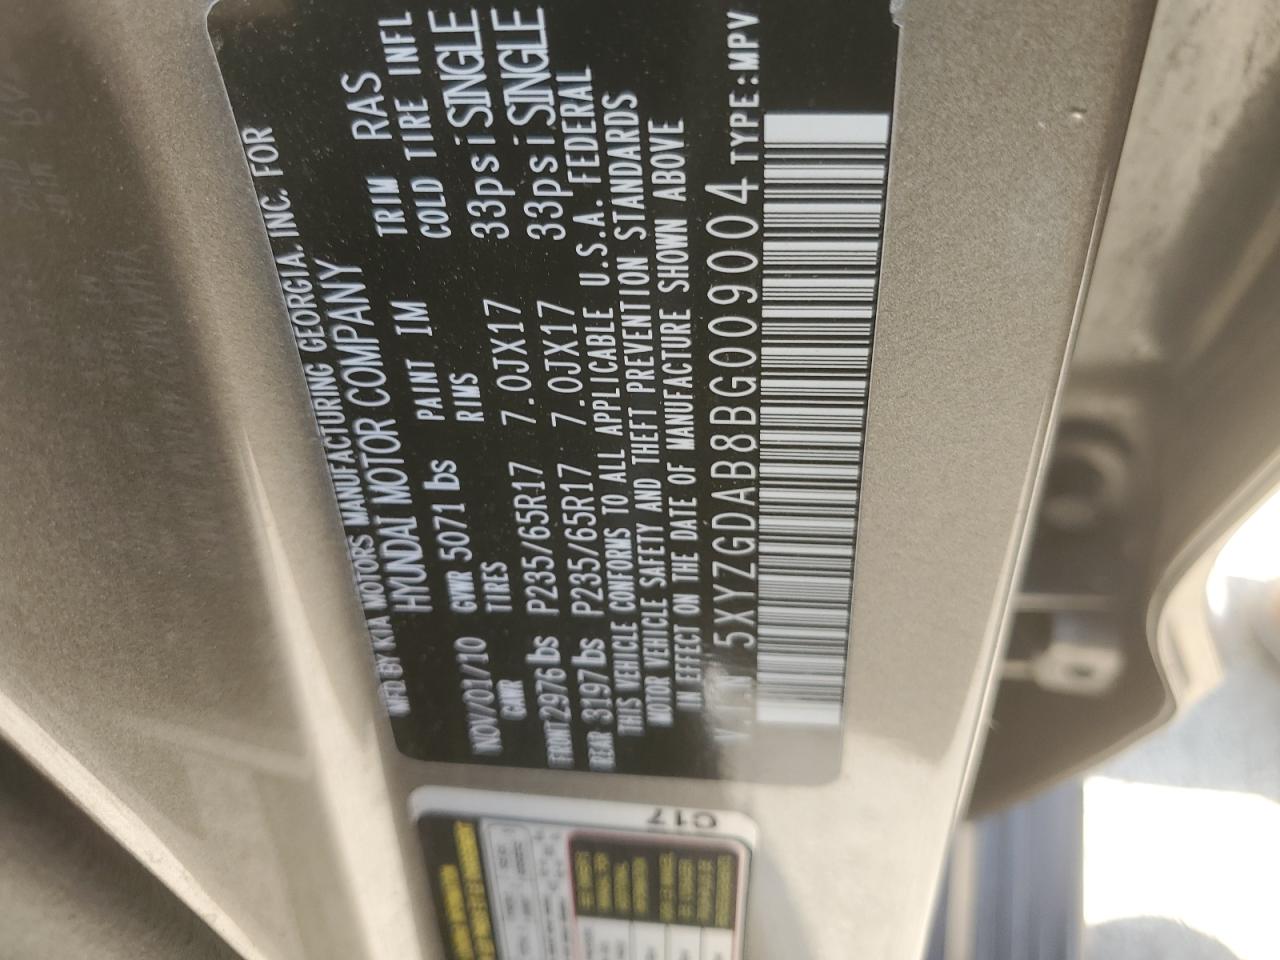 MFD BY KIA MOTORS MANUFACTURING GEORGIA, INC. FOR
HYUNDAI MOTOR COMPANY
PAINT IM TRIM RAS
NOV/01/10 GVWR 5071 lbs RIMS COLD TIRE INFL
GAWR TIRES
FRONT 2976 lbs P235/65R17 7.0JX17 33psi SINGLE
REAR 3197 lbs P235/65R17 7.0JX17 33psi SINGLE
THIS VEHICLE CONFORMS TO ALL APPLICABLE U.S.A. FEDERAL
MOTOR VEHICLE SAFETY AND THEFT PREVENTION STANDARDS
IN EFFECT ON THE DATE OF MANUFACTURE SHOWN ABOVE
V.I.N 5XYZGDAB8BG009004 TYPE:MPV
C17